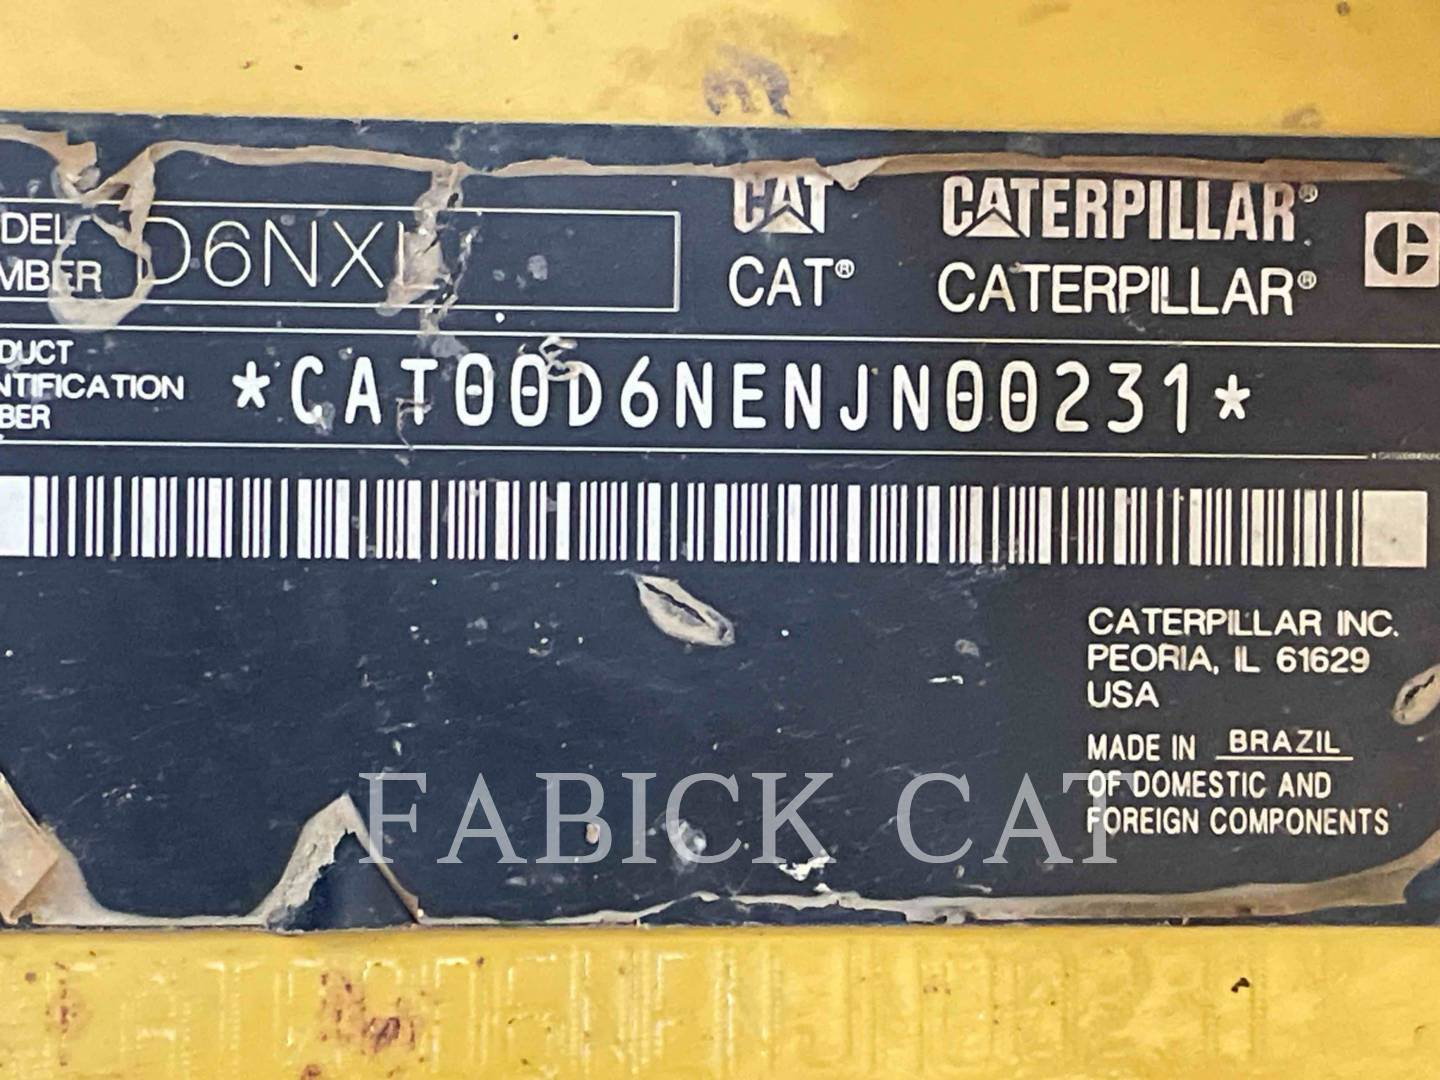 DEL
MBER D6NXL
CAT CATERPILLAR®
CAT® CATERPILLAR®
DUCT
NTIFICATION
BER
*CAT00D6NENJN00231*
CATERPILLAR INC.
PEORIA, IL 61629
USA
MADE IN BRAZIL
OF DOMESTIC AND
FOREIGN COMPONENTS
FABICK CAT